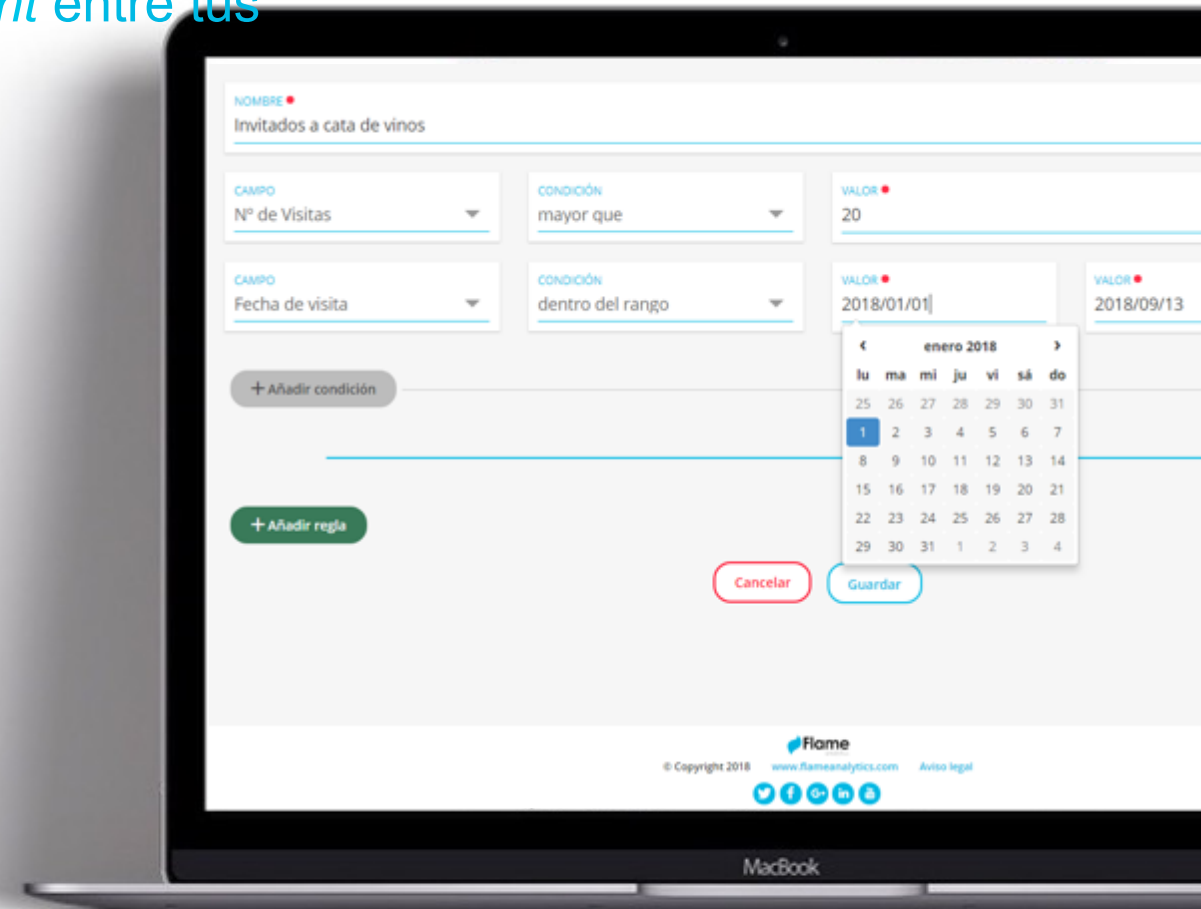 nt entre tus
NOMBRE
Invitados a cata de vinos
CAMPO CONDICIÓN VALOR
Nº de Visitas mayor que 20
CAMPO CONDICIÓN VALOR VALOR
Fecha de visita dentro del rango 2018/01/01 2018/09/13
‹ enero 2018 ›
lu ma mi ju vi sá do
25 26 27 28 29 30 31
1 2 3 4 5 6 7
8 9 10 11 12 13 14
15 16 17 18 19 20 21
22 23 24 25 26 27 28
29 30 31 1 2 3 4
+ Añadir condición
+ Añadir regla
Cancelar Guardar
Flame
© Copyright 2018 www.flameanalytics.com Aviso legal
MacBook